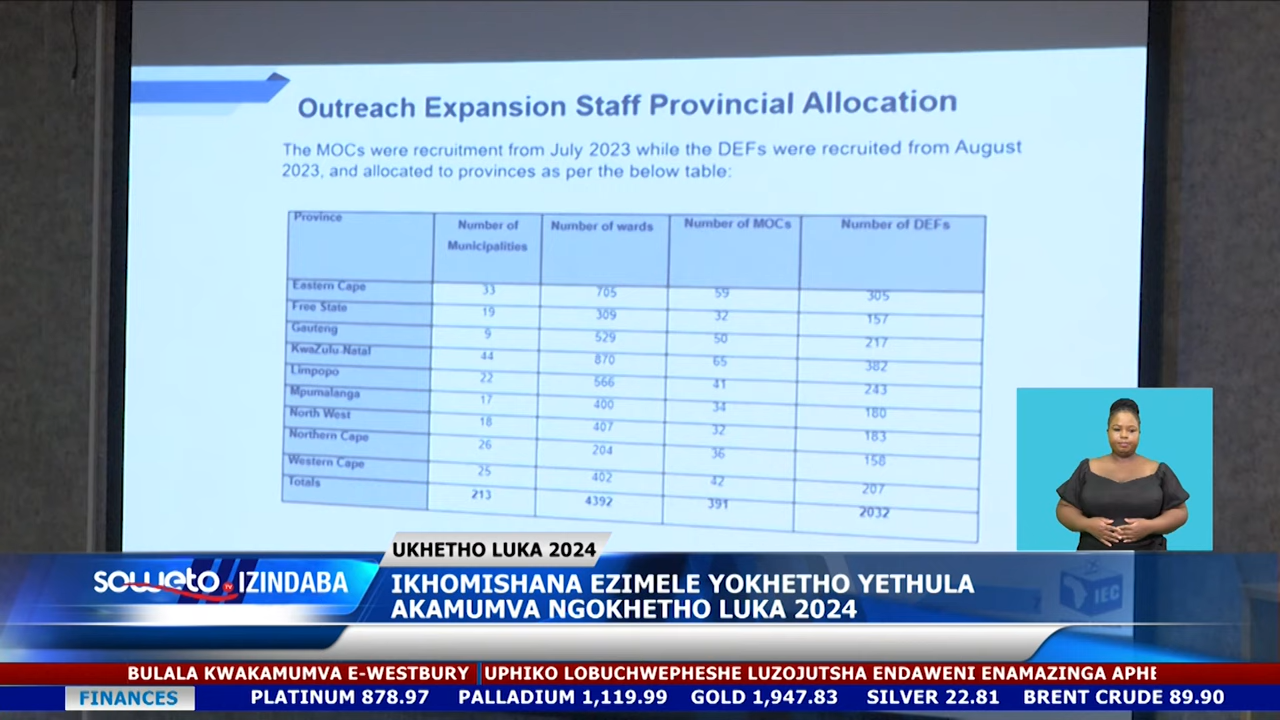 Outreach Expansion Staff Provincial Allocation
The MOCs were recruitment from July 2023 while the DEFs were recruited from August
2023, and allocated to provinces as per the below table:
Province Number of Municipalities Number of wards Number of MOCs Number of DEFs
Eastern Cape 33 705 59 305
Free State 19 309 32 157
Gauteng 9 529 50 217
KwaZulu Natal 44 870 65 382
Limpopo 22 566 41 243
Mpumalanga 17 400 34 180
North West 18 407 32 183
Northern Cape 26 204 36 158
Western Cape 25 402 42 207
Totals 213 4392 391 2032
UKHETHO LUKA 2024
soweto tv IZINDABA
IKHOMISHANA EZIMELE YOKHETHO YETHULA
AKAMUMVA NGOKHETHO LUKA 2024
IEC
BULALA KWAKAMUMVA E-WESTBURY UPHIKO LOBUCHWEPHESHE LUZOJUTSHA ENDAWENI ENAMAZINGA APHE
FINANCES PLATINUM 878.97 PALLADIUM 1,119.99 GOLD 1,947.83 SILVER 22.81 BRENT CRUDE 89.90